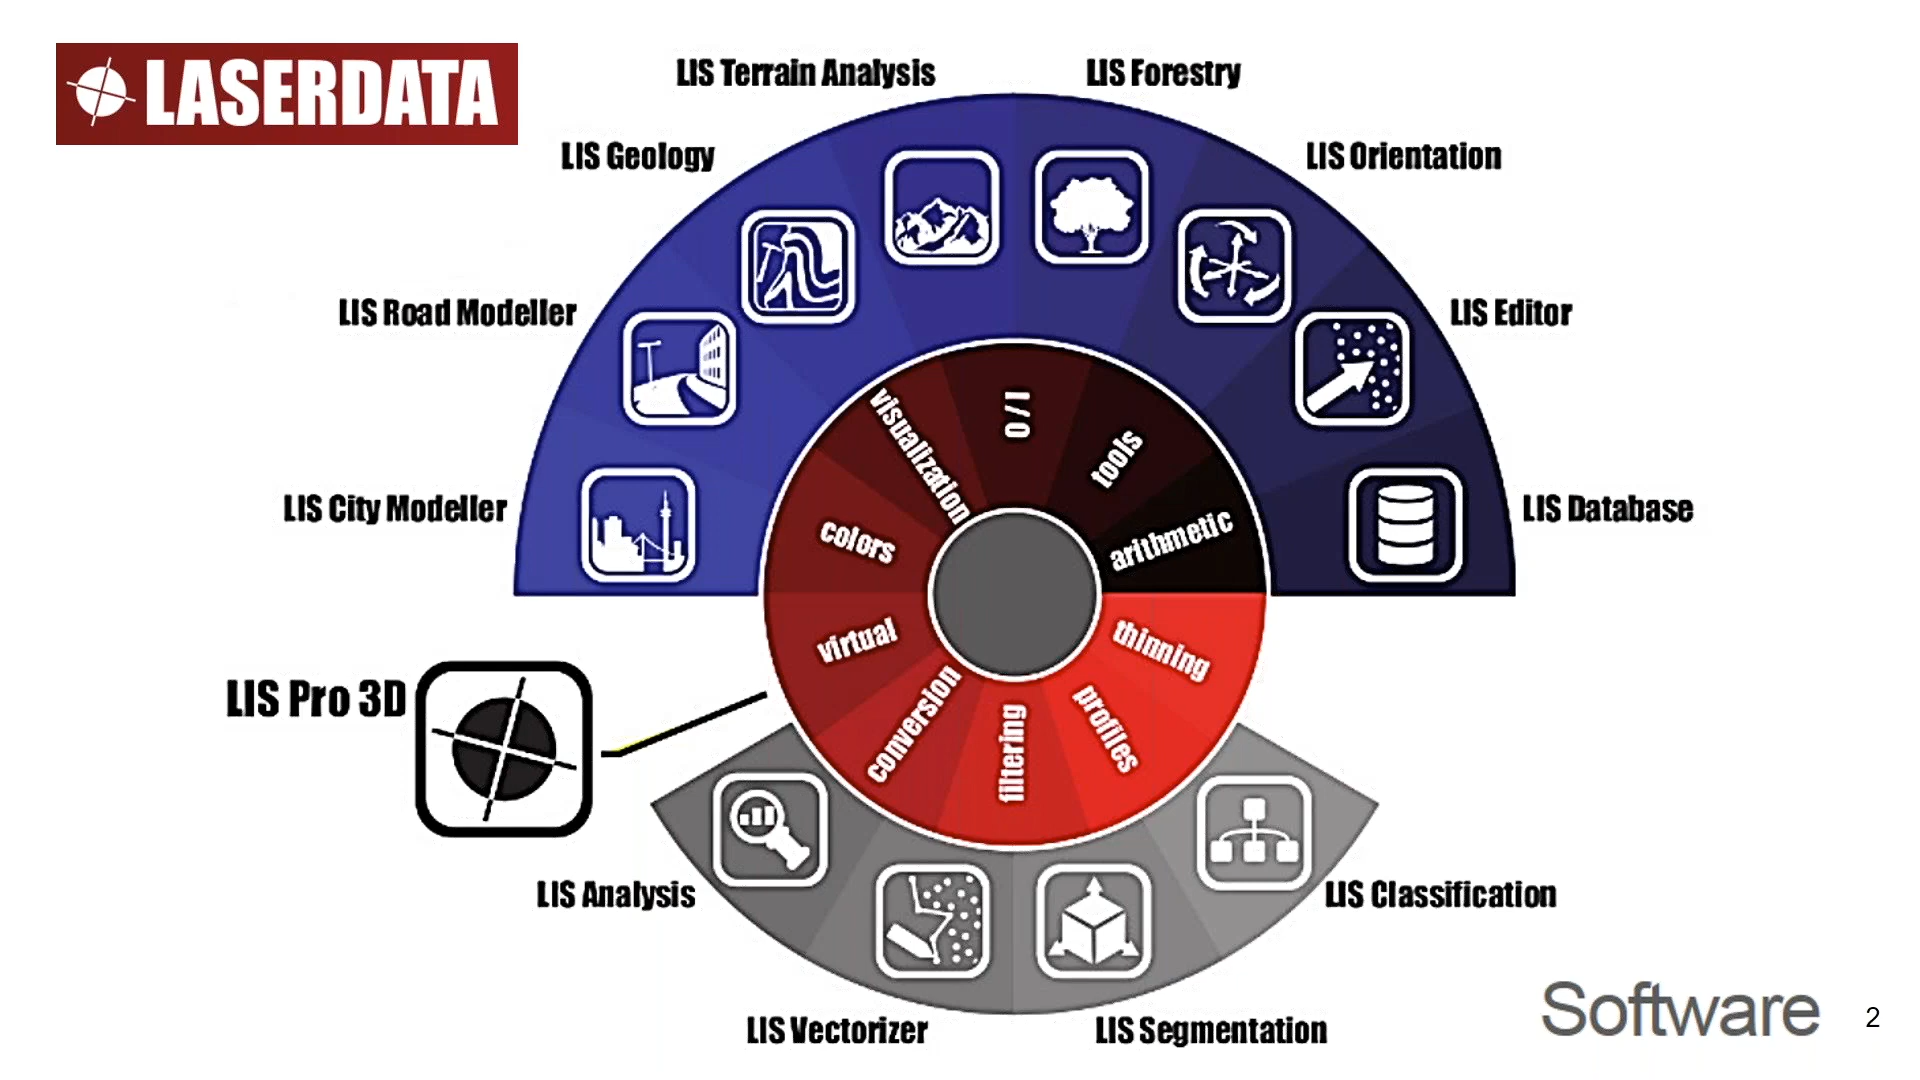 LASERDATA
LIS Terrain Analysis
LIS Forestry
LIS Geology
LIS Orientation
LIS Road Modeller
LIS Editor
LIS City Modeller
LIS Database
visualization
I / O
tools
colors
arithmetic
virtual
thinning
conversion
filtering
profiles
LIS Pro 3D
LIS Analysis
LIS Classification
LIS Vectorizer
LIS Segmentation
Software
2